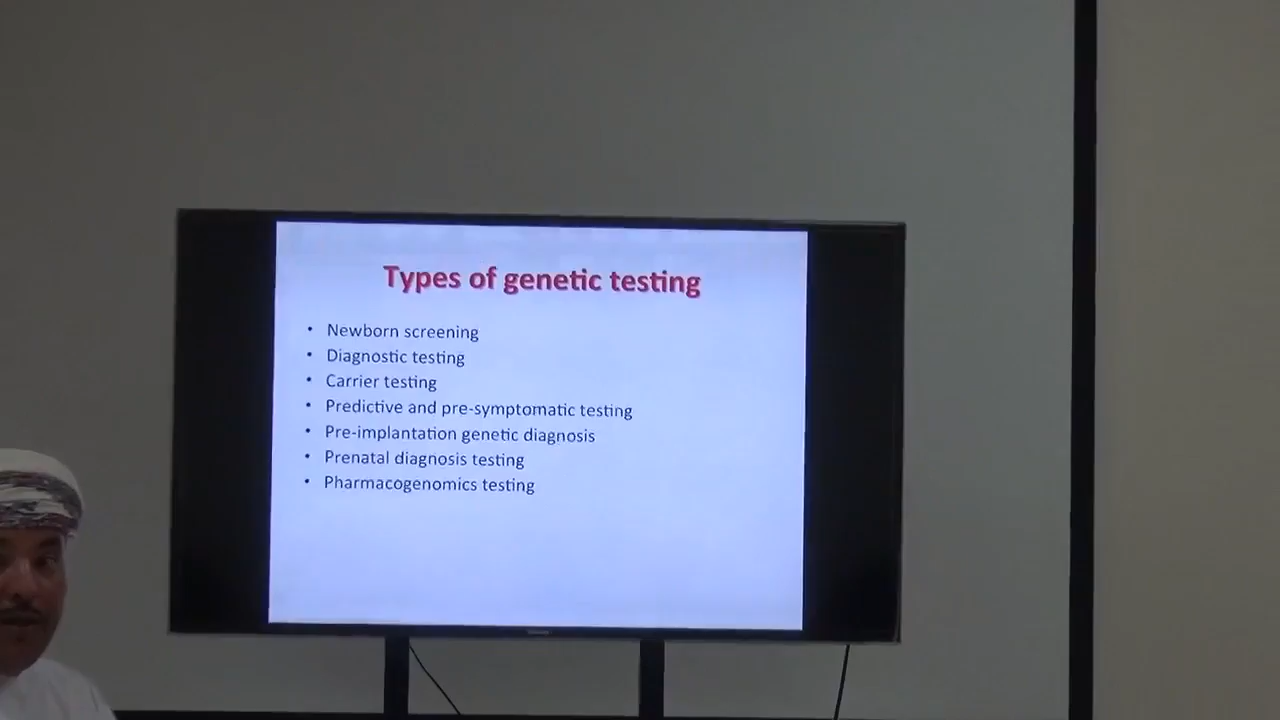 Types of genetic testing
• Newborn screening
• Diagnostic testing
• Carrier testing
• Predictive and pre-symptomatic testing
• Pre-implantation genetic diagnosis
• Prenatal diagnosis testing
• Pharmacogenomics testing